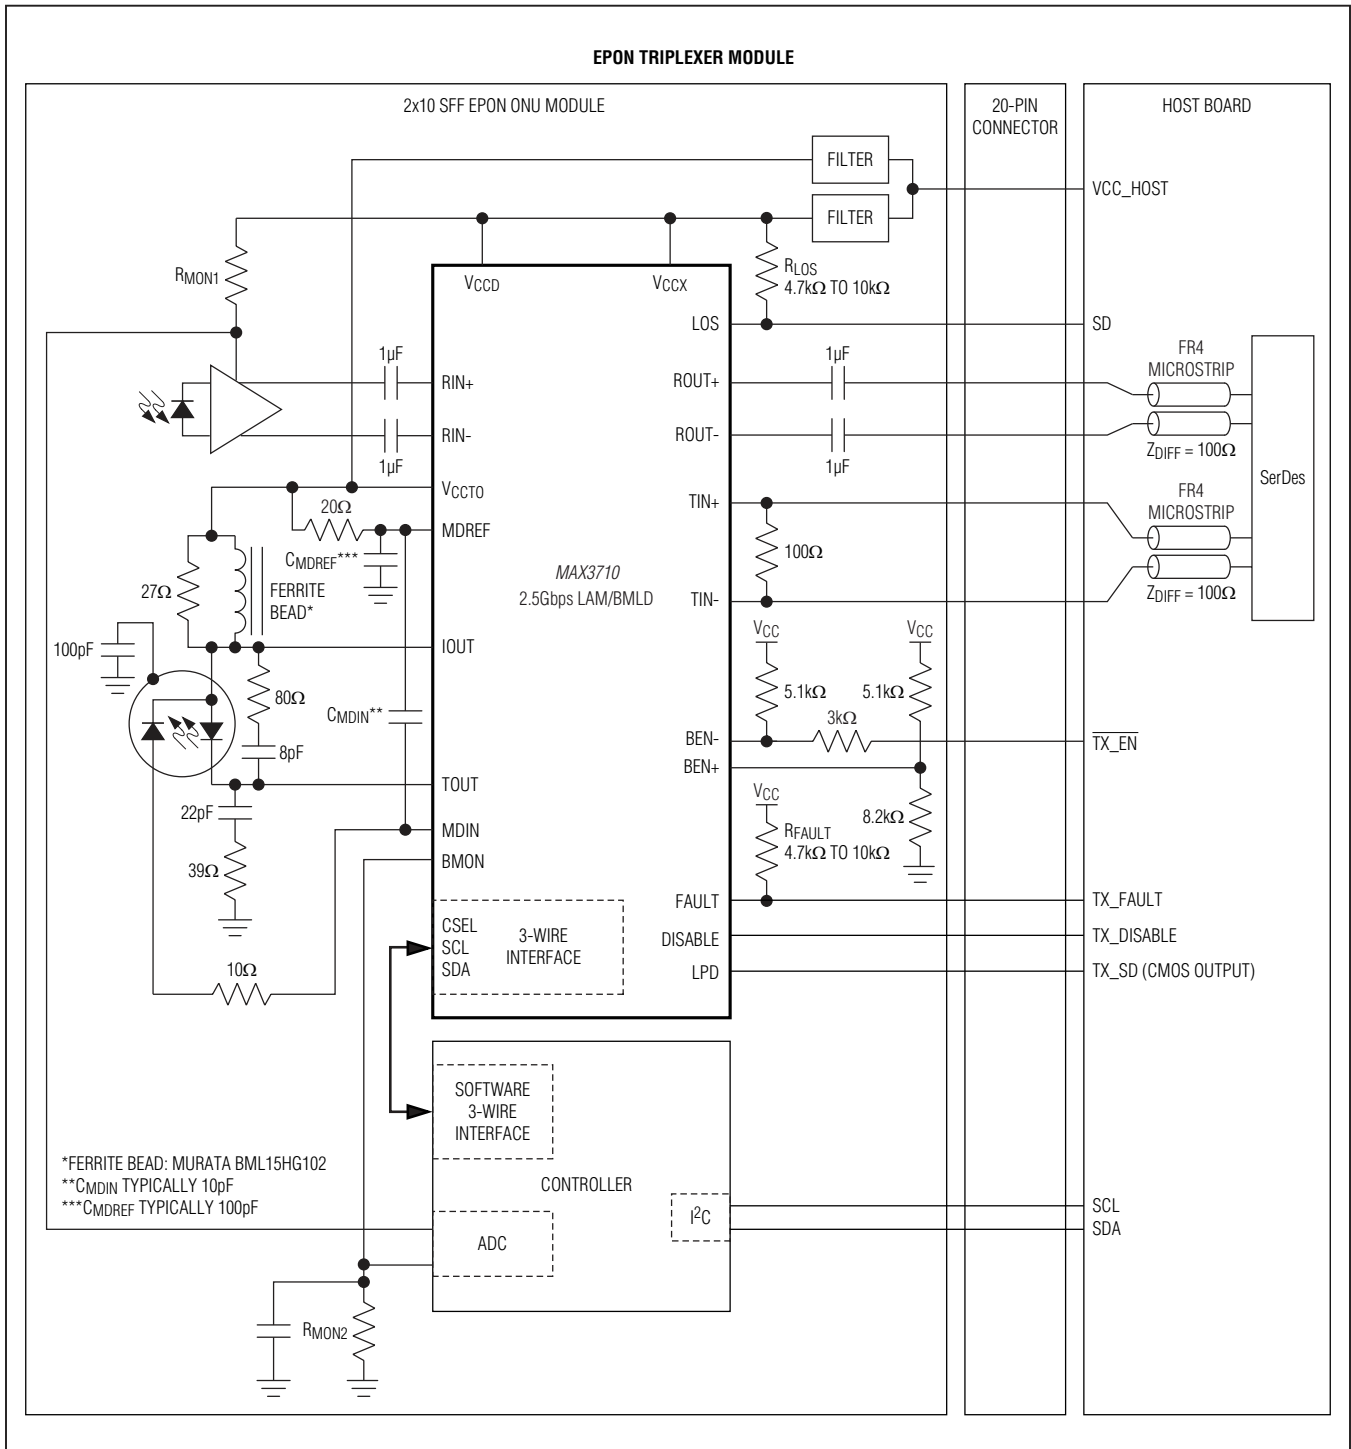 EPON TRIPLEXER MODULE
2x10 SFF EPON ONU MODULE
20-PIN
CONNECTOR
HOST BOARD
FILTER
VCC_HOST
FILTER
RMON1
VCCD
VCCX
RLOS
4.7kΩ TO 10kΩ
LOS
SD
1µF
RIN+
ROUT+
1µF
FR4
MICROSTRIP
RIN-
1µF
ROUT-
1µF
ZDIFF = 100Ω
SerDes
VCCTO
20Ω
MDREF
CMDREF***
TIN+
100Ω
TIN-
FR4
MICROSTRIP
ZDIFF = 100Ω
MAX3710
2.5Gbps LAM/BMLD
27Ω
FERRITE
BEAD*
100pF
IOUT
80Ω
8pF
CMDIN**
VCC
5.1kΩ
VCC
5.1kΩ
3kΩ
BEN-
TX_EN
BEN+
TOUT
22pF
39Ω
MDIN
BMON
VCC
RFAULT
4.7kΩ TO 10kΩ
8.2kΩ
FAULT
TX_FAULT
DISABLE
TX_DISABLE
LPD
TX_SD (CMOS OUTPUT)
CSEL
SCL
SDA
3-WIRE
INTERFACE
10Ω
SOFTWARE
3-WIRE
INTERFACE
CONTROLLER
I2C
SCL
SDA
ADC
*FERRITE BEAD: MURATA BML15HG102
**CMDIN TYPICALLY 10pF
***CMDREF TYPICALLY 100pF
RMON2